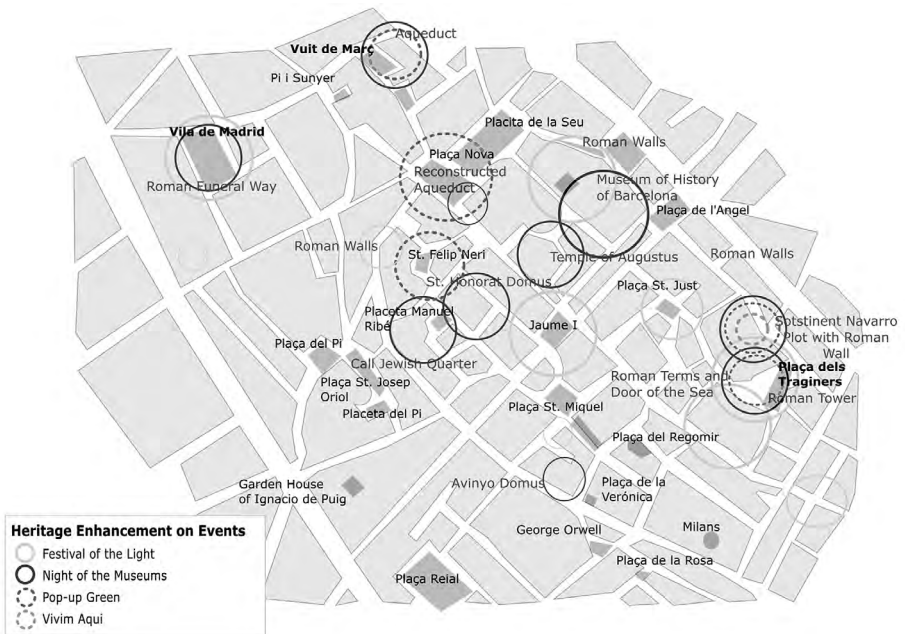 Aqueduct
Vuit de Març
Pi i Sunyer
Placita de la Seu
Vila de Madrid
Roman Walls
Plaça Nova
Reconstructed
Aqueduct
Roman Funeral Way
Museum of History
of Barcelona
Plaça de l'Angel
Roman Walls
St. Felip Neri
Temple of Augustus
Roman Walls
St. Honorat Domus
Plaça St. Just
Placeta Manuel
Ribé
Jaume I
Sotstinent Navarro
Plot with Roman
Wall
Plaça del Pi
Call Jewish Quarter
Plaça dels
Traginers
Roman Tower
Plaça St. Josep
Oriol
Roman Terms and
Door of the Sea
Placeta del Pi
Plaça St. Miquel
Plaça del Regomir
Garden House
of Ignacio de Puig
Avinyo Domus
Plaça de la
Verónica
George Orwell
Milans
Plaça de la Rosa
Plaça Reial
Heritage Enhancement on Events
Festival of the Light
Night of the Museums
Pop-up Green
Vivim Aqui